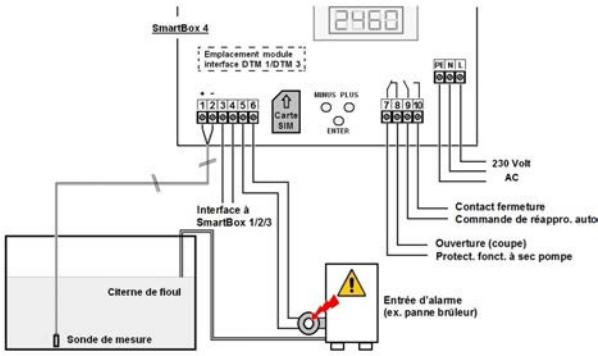 SmartBox 4
2460
Emplacement module
interface DTM 1/DTM 3
PE N L
+ -
MINUS PLUS
1 2 3 4 5 6
Carte
SIM
7 8 9 10
ENTER
230 Volt
AC
Interface à
SmartBox 1/2/3
Contact fermeture
Commande de réappro. auto
Ouverture (coupe)
Protect. fonct. à sec pompe
Citerne de fioul
Entrée d'alarme
(ex. panne brûleur)
Sonde de mesure